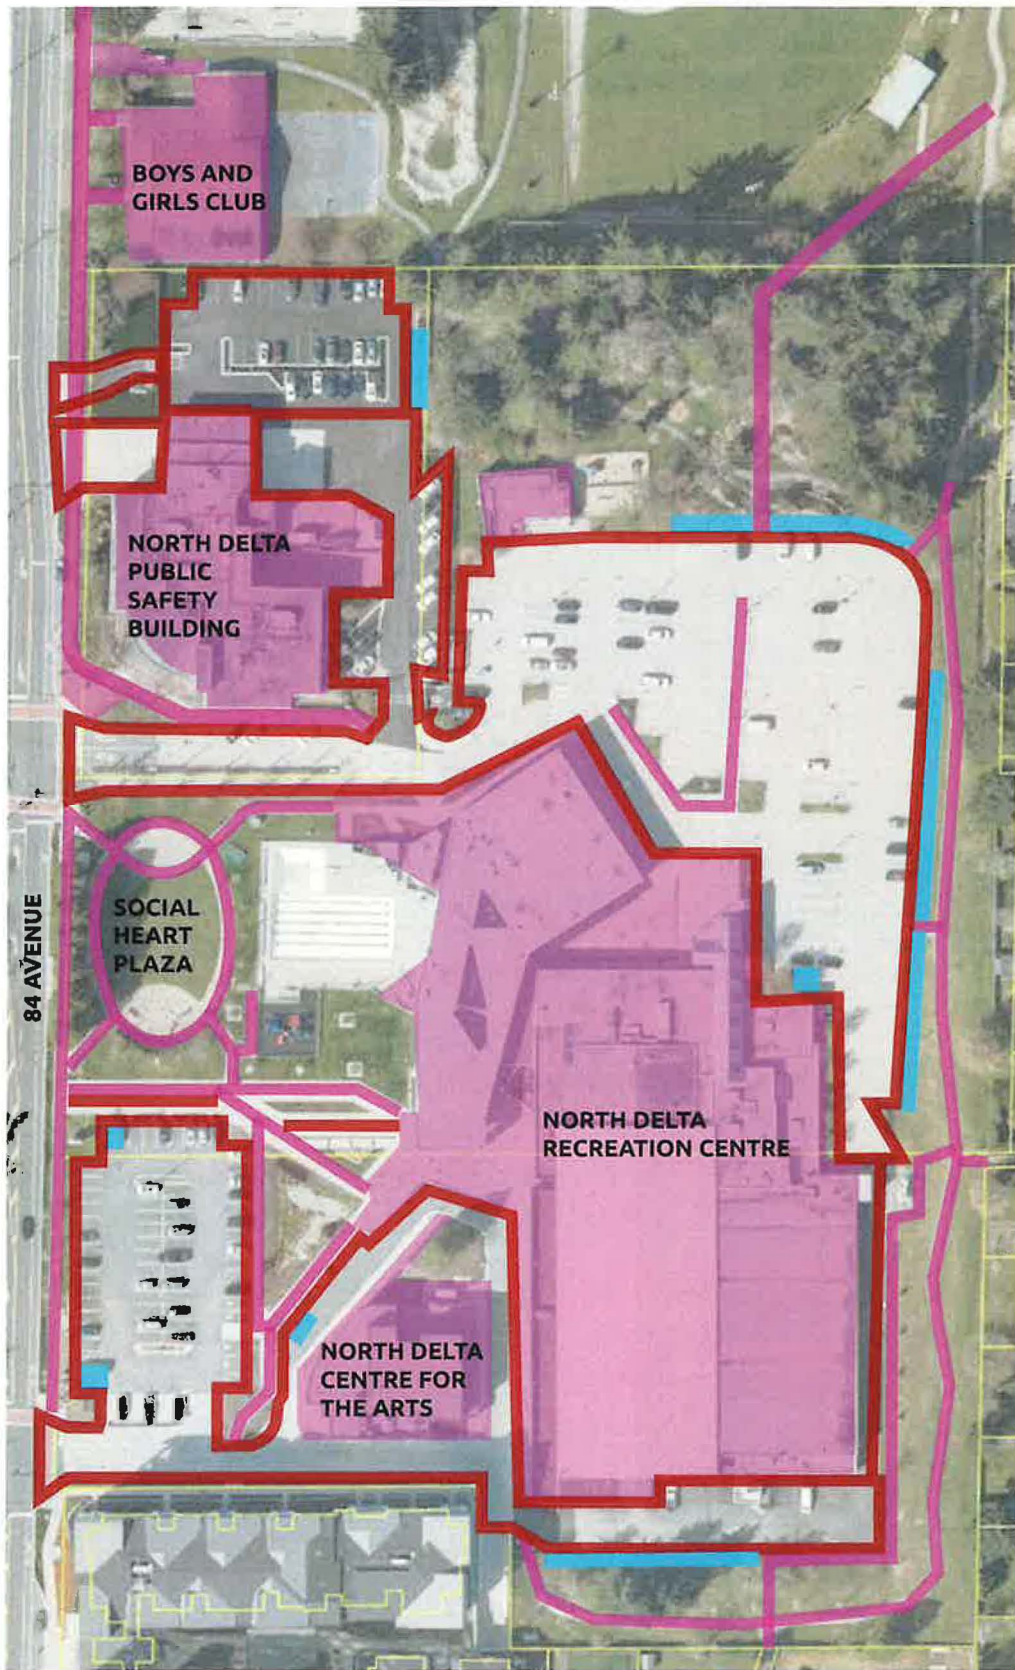 BOYS AND
GIRLS CLUB
NORTH DELTA
PUBLIC
SAFETY
BUILDING
84 AVENUE
SOCIAL
HEART
PLAZA
NORTH DELTA
RECREATION CENTRE
NORTH DELTA
CENTRE FOR
THE ARTS